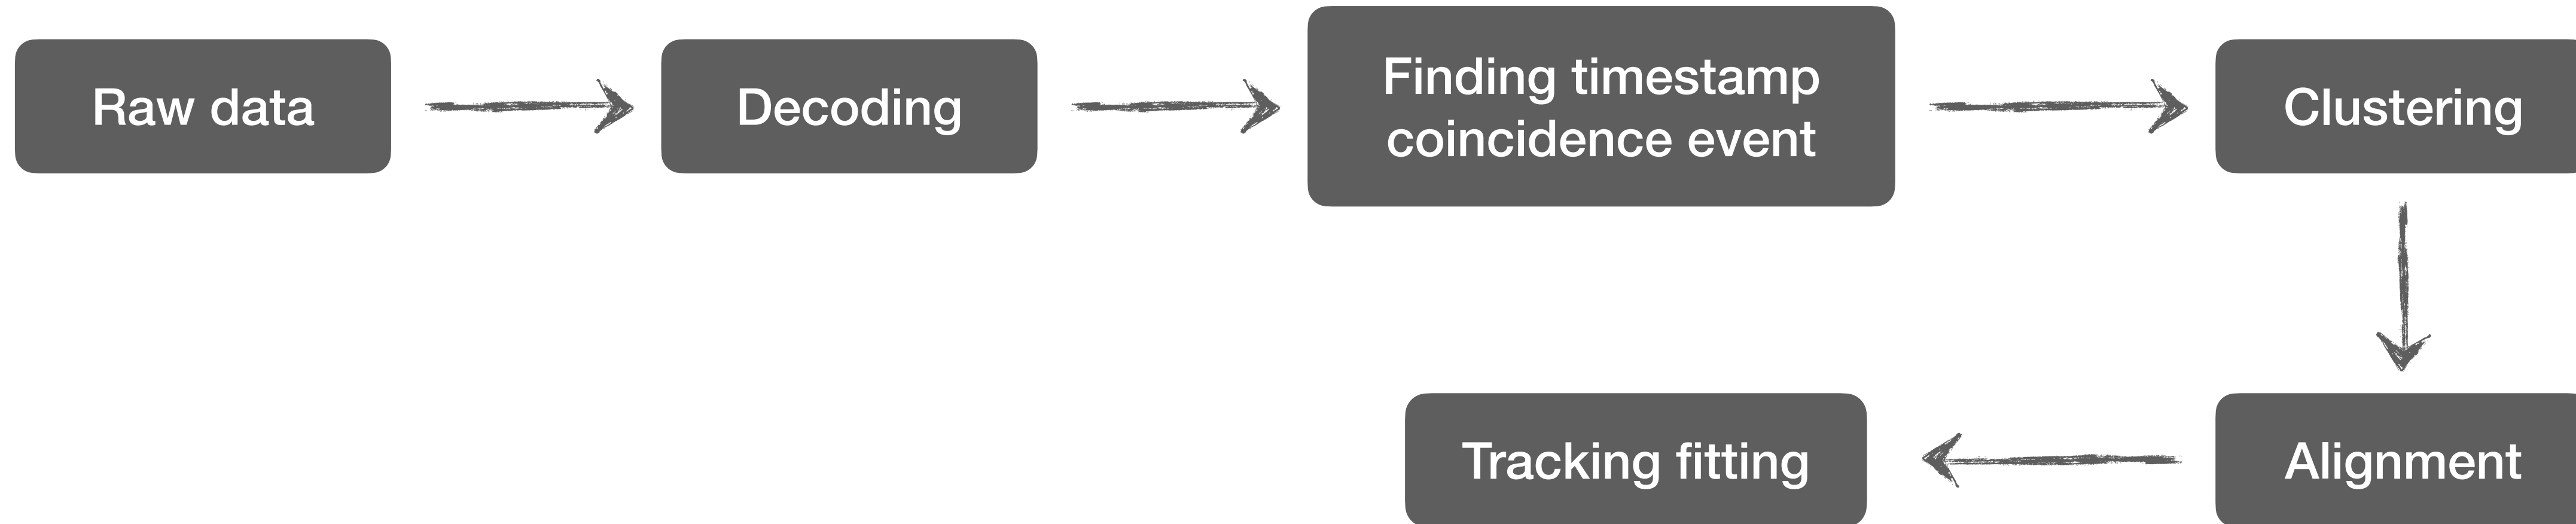 Raw data
Decoding
Finding timestamp
coincidence event
Clustering
Alignment
Tracking fitting